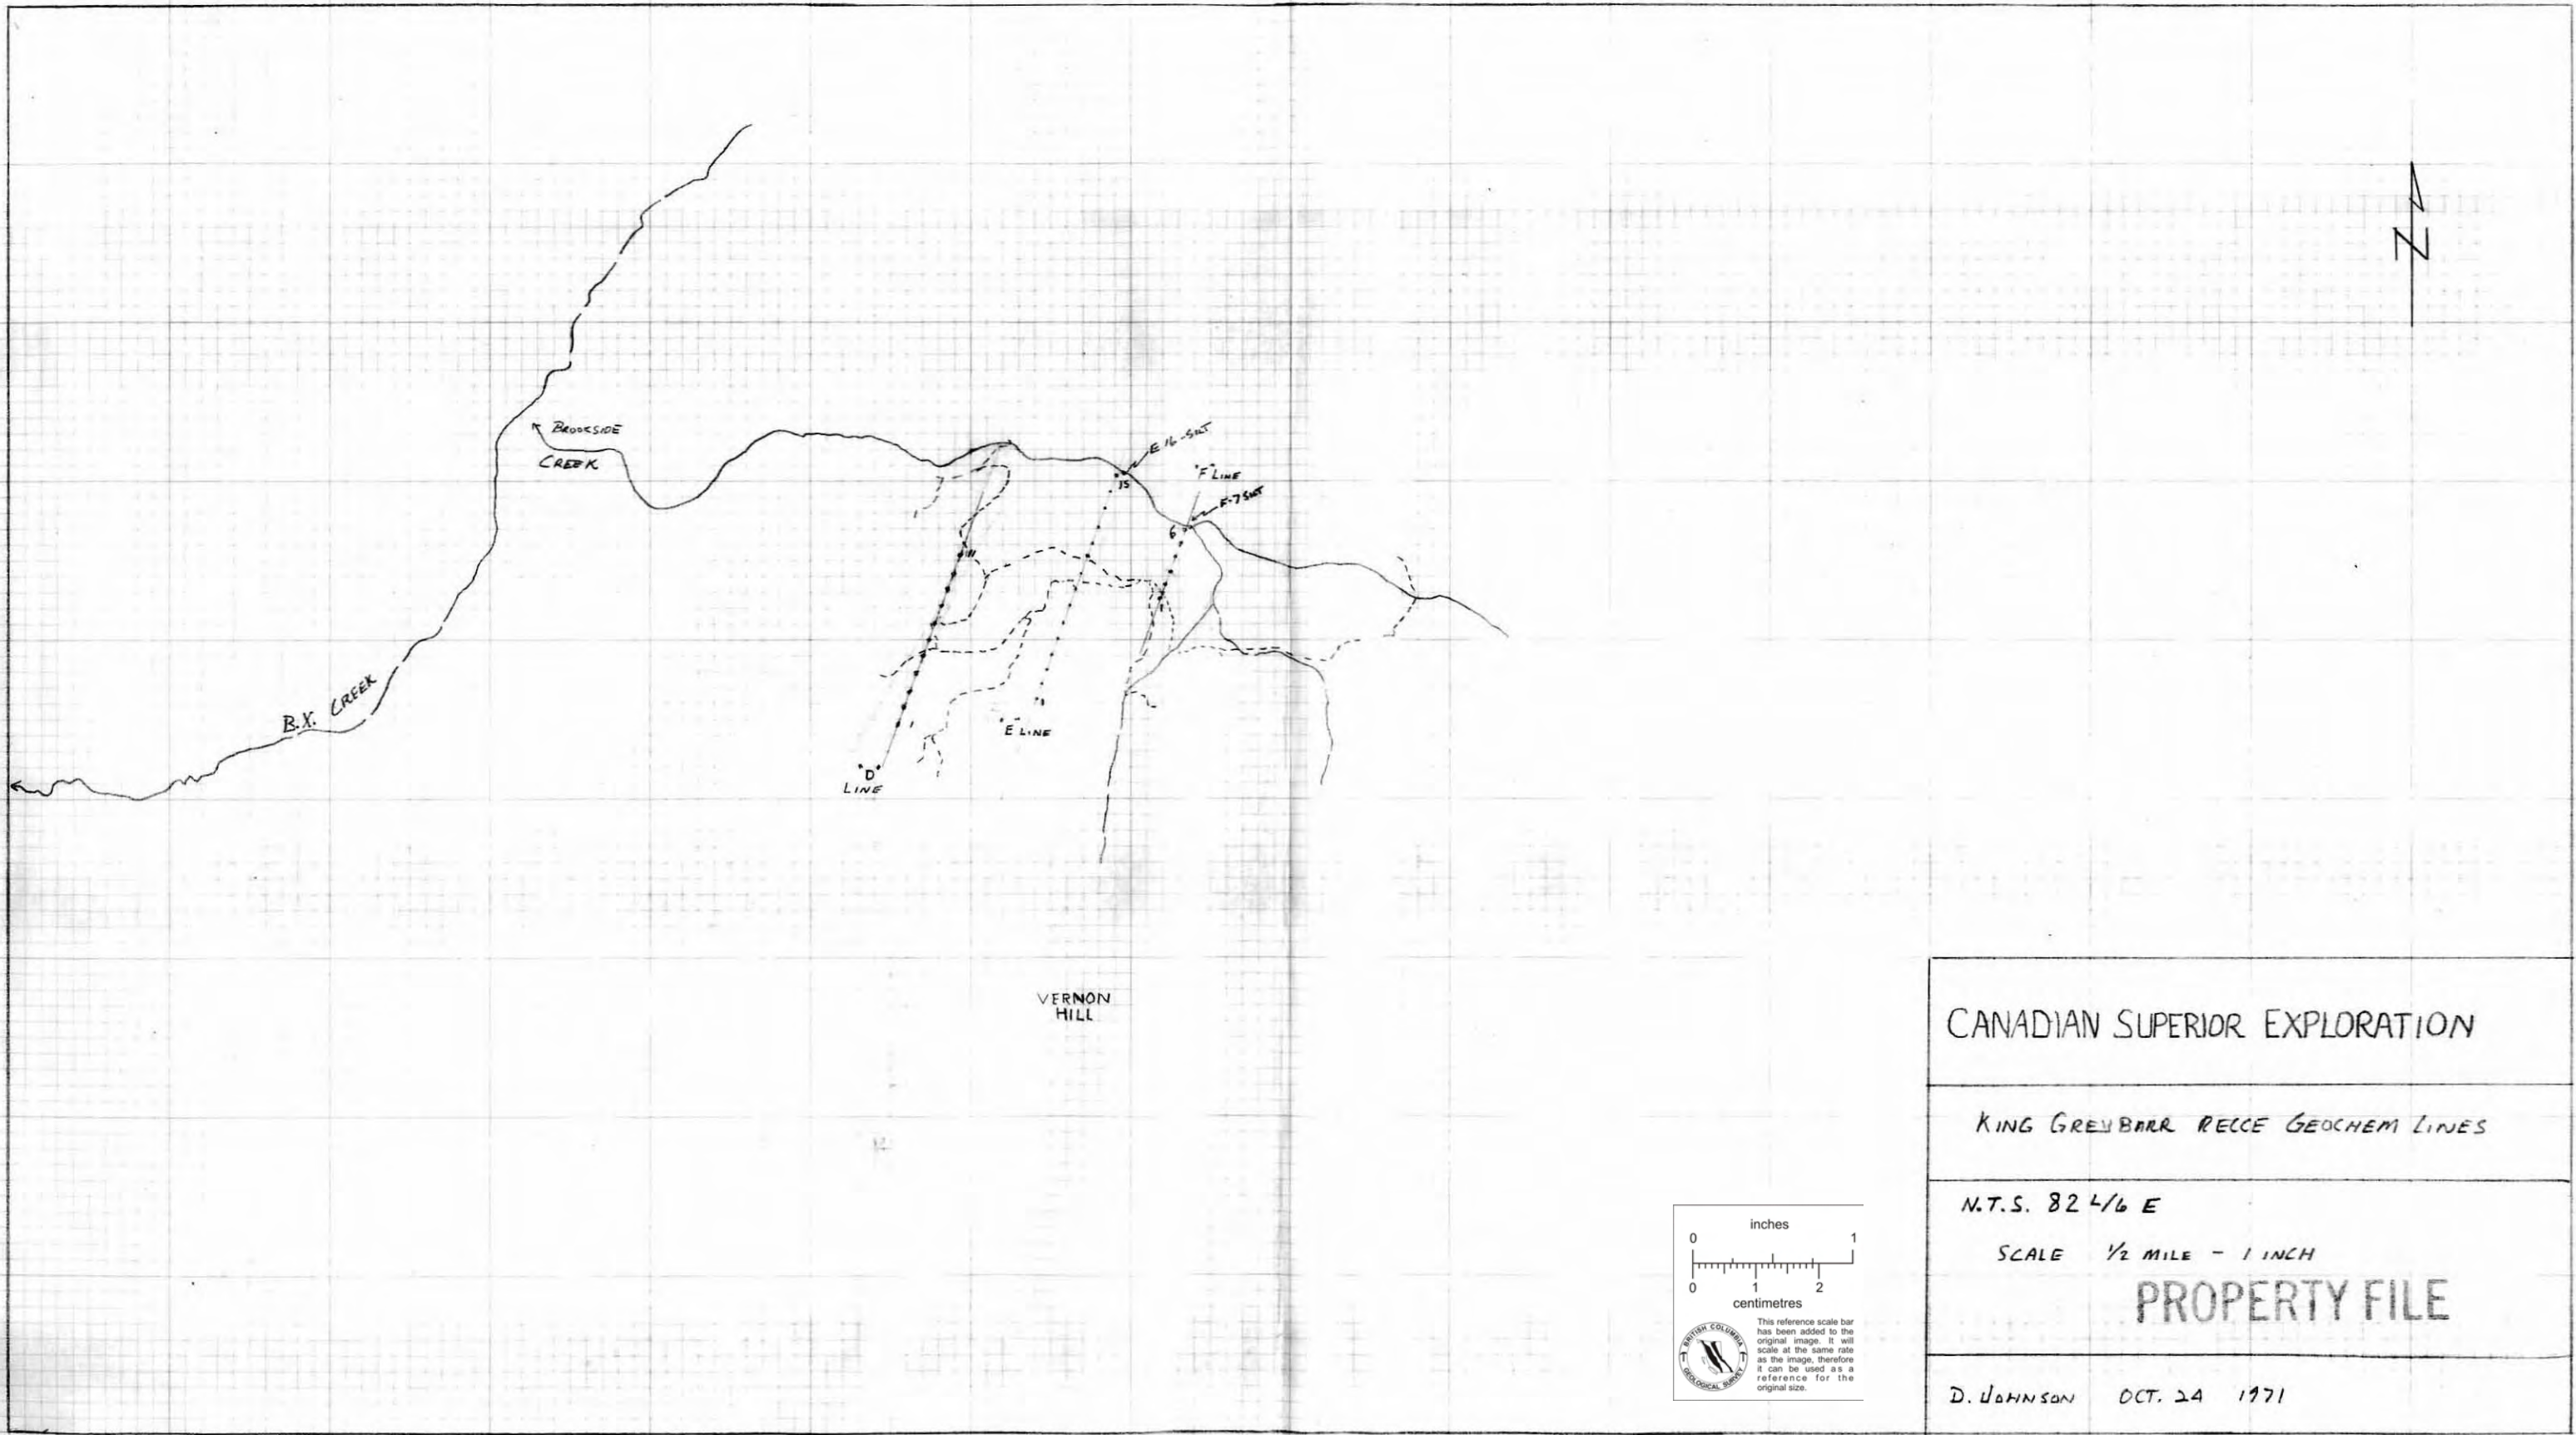 BROOKSIDE
CREEK
E 16-SILT
15
"F" LINE
F-7 SILT
6
11
1
B.X. CREEK
1
1
"E" LINE
"D"
LINE
VERNON
HILL
N
CANADIAN SUPERIOR EXPLORATION
KING GREYBARR RECCE GEOCHEM LINES
N.T.S. 82 L/6 E
SCALE 1/2 MILE - 1 INCH
PROPERTY FILE
D. JOHNSON OCT. 24 1971
inches
0 1
0 1 2
centimetres
This reference scale bar
has been added to the
original image. It will
scale at the same rate
as the image, therefore
it can be used as a
reference for the
original size.
BRITISH COLUMBIA
GEOLOGICAL SURVEY